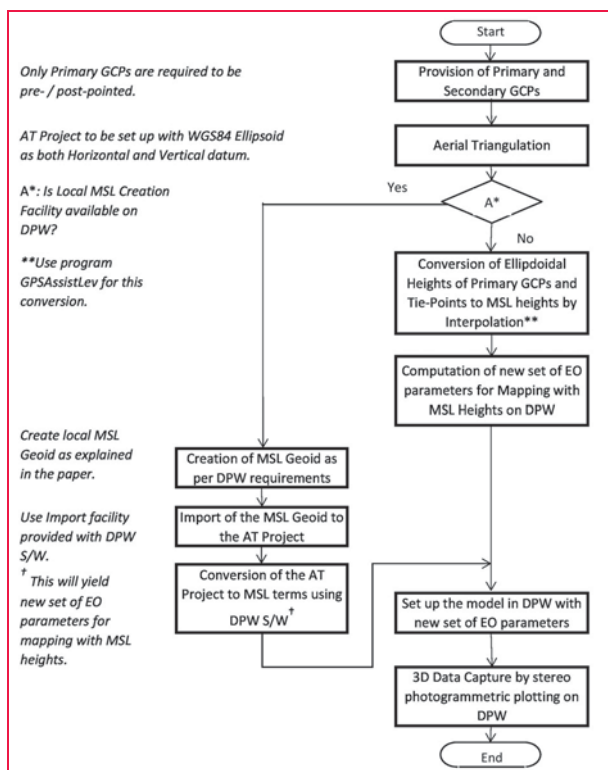 Start
Only Primary GCPs are required to be
pre- / post-pointed.
Provision of Primary and
Secondary GCPs
AT Project to be set up with WGS84 Ellipsoid
as both Horizontal and Vertical datum.
Aerial Triangulation
A*: Is Local MSL Creation
Facility available on
DPW?
Yes
A*
No
**Use program
GPSAssistLev for this
conversion.
Conversion of Ellipdoidal
Heights of Primary GCPs and
Tie-Points to MSL heights by
Interpolation**
Computation of new set of EO
parameters for Mapping with
MSL Heights on DPW
Create local MSL
Geoid as explained
in the paper.
Creation of MSL Geoid as
per DPW requirements
Use Import facility
provided with DPW
S/W.
Import of the MSL Geoid to
the AT Project
† This will yield
new set of EO
parameters for
mapping with MSL
heights.
Conversion of the AT
Project to MSL terms using
DPW S/W†
Set up the model in DPW with
new set of EO parameters
3D Data Capture by stereo
photogrammetric plotting on
DPW
End